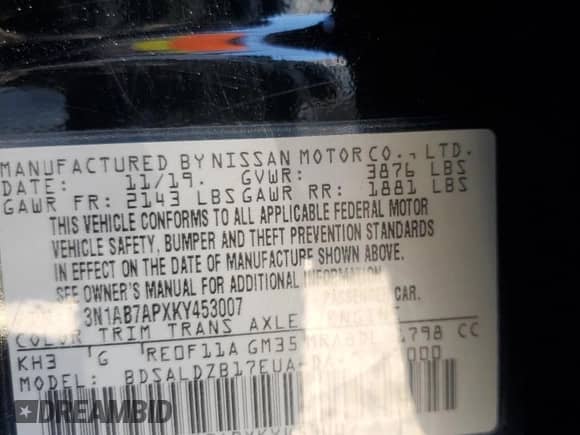 MANUFACTURED BY NISSAN MOTOR CO., LTD.
DATE: 11/19. GVWR: 3876 LBS
GAWR FR: 2143 LBS GAWR RR: 1881 LBS
THIS VEHICLE CONFORMS TO ALL APPLICABLE FEDERAL MOTOR
VEHICLE SAFETY, BUMPER AND THEFT PREVENTION STANDARDS
IN EFFECT ON THE DATE OF MANUFACTURE SHOWN ABOVE.
SEE OWNER'S MANUAL FOR ADDITIONAL INFORMATION.
3N1AB7APXKY453007 PASSENGER CAR.
COLOR TRIM TRANS AXLE ENGINE
KH3 G RE0F11A GM35 CC
MODEL:
DREAMBID